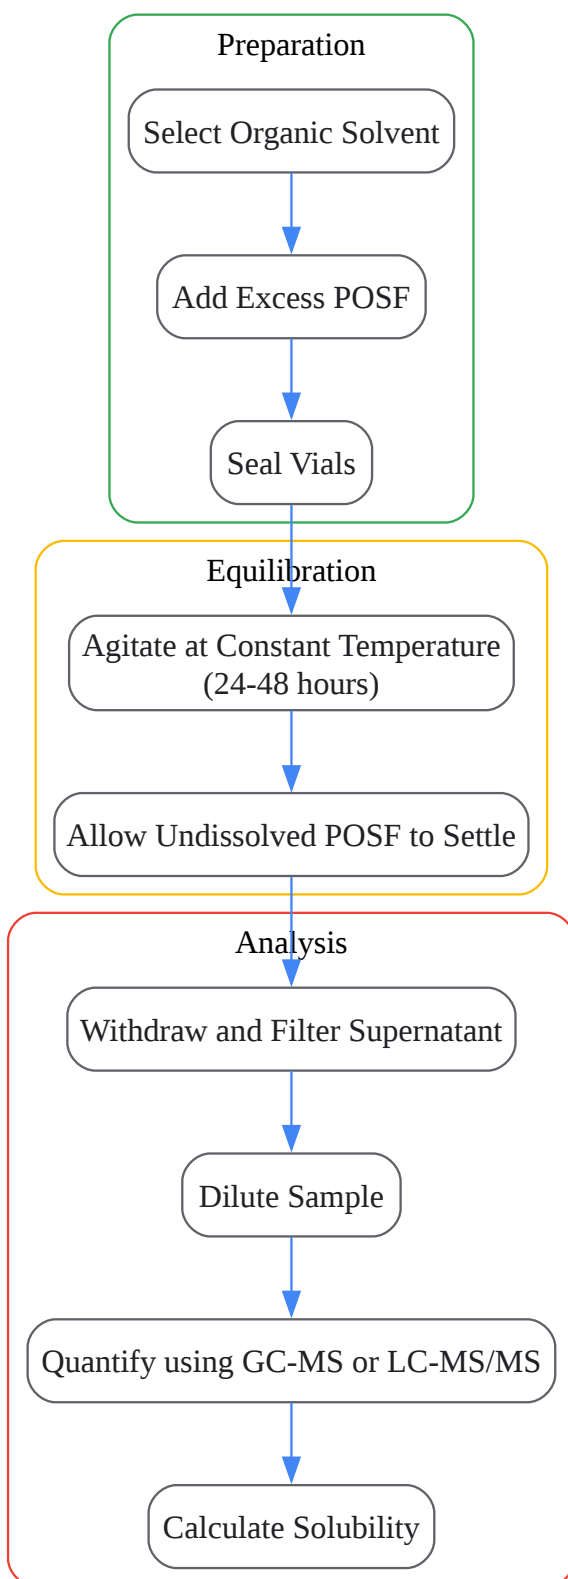 Preparation
Select Organic Solvent
Add Excess POSF
Seal Vials
Equilibration
Agitate at Constant Temperature
(24-48 hours)
Allow Undissolved POSF to Settle
Analysis
Withdraw and Filter Supernatant
Dilute Sample
Quantify using GC-MS or LC-MS/MS
Calculate Solubility